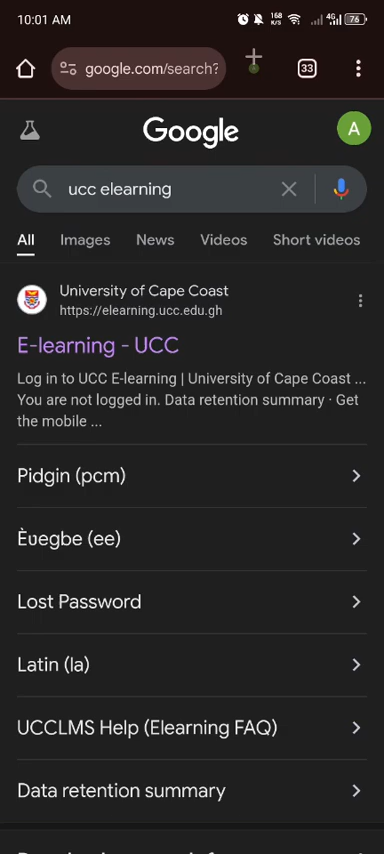 10:01 AM
168
K/S
4G
76
google.com/search?
33
Google
A
ucc elearning
All
Images
News
Videos
Short videos
University of Cape Coast
https://elearning.ucc.edu.gh
E-learning - UCC
Log in to UCC E-learning | University of Cape Coast ...
You are not logged in. Data retention summary · Get
the mobile ...
Pidgin (pcm)
Èʋegbe (ee)
Lost Password
Latin (la)
UCCLMS Help (Elearning FAQ)
Data retention summary